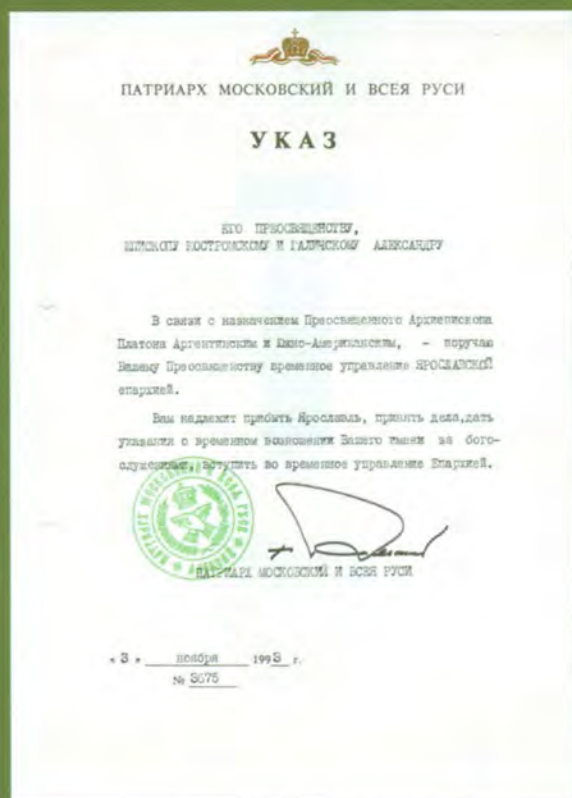 ПАТРИАРХ МОСКОВСКИЙ И ВСЕЯ РУСИ
УКАЗ
ЕГО ПРЕОСВЯЩЕНСТВУ,
ЕПИСКОПУ КОСТРОМСКОМУ И ГАЛИЧСКОМУ АЛЕКСАНДРУ
В связи с назначением Преосвященного Архиепископа
Платона Аргентинским и Южно-Американским, - поручаю
Вашему Преосвященству временное управление ЯРОСЛАВСКОЙ
епархией.
Вам надлежит прибыть Ярославль, принять дела,дать
указания о временном возношении Вашего имени за бого-
служениями, вступить во временное управление Епархией.
ПАТРИАРХ МОСКОВСКИЙ И ВСЕЯ РУСИ
« 3 » ноября 1993 г.
№ 3675